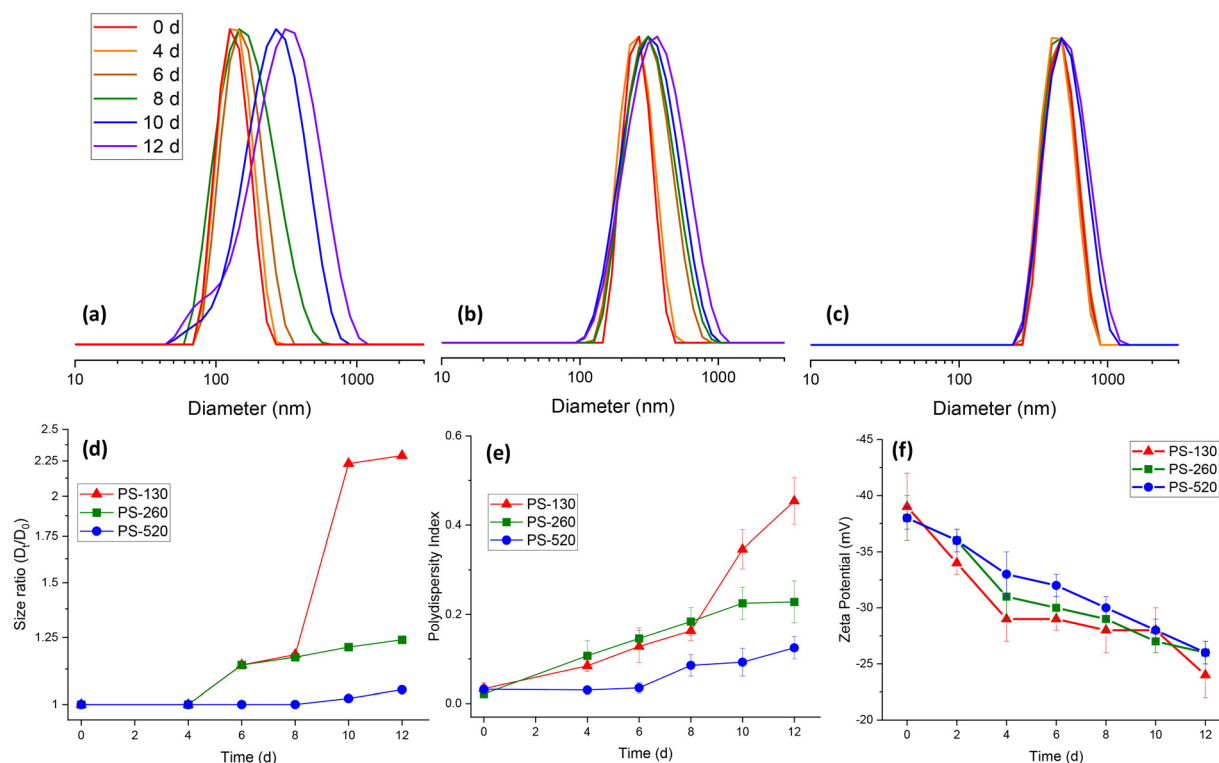 0 d
4 d
6 d
8 d
10 d
12 d
(a)
10 100 1000
Diameter (nm)
(b)
10 100 1000
Diameter (nm)
(c)
10 100 1000
Diameter (nm)
(d)
Size ratio (Dt/D0)
2.5
2.25
2
1.75
1.5
1.25
1
PS-130
PS-260
PS-520
0 2 4 6 8 10 12
Time (d)
(e)
Polydispersity Index
0.6
0.4
0.2
0.0
PS-130
PS-260
PS-520
0 2 4 6 8 10 12
Time (d)
(f)
Zeta Potential (mV)
-45
-40
-35
-30
-25
-20
PS-130
PS-260
PS-520
0 2 4 6 8 10 12
Time (d)